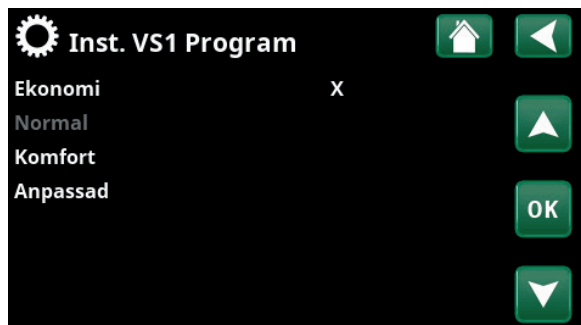 Inst. VS1 Program
Ekonomi X
Normal
Komfort
Anpassad
OK